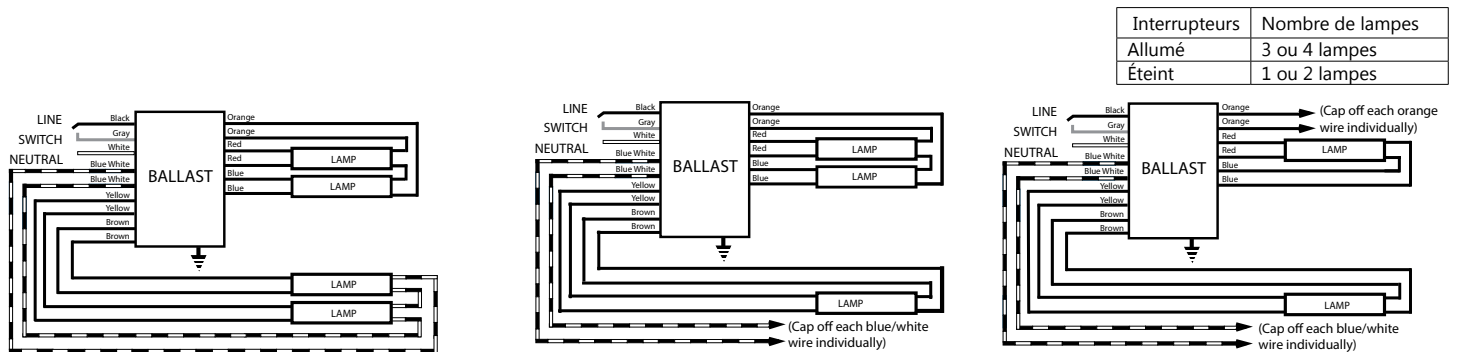 Interrupteurs Nombre de lampes
Allumé 3 ou 4 lampes
Éteint 1 ou 2 lampes
LINE
SWITCH
NEUTRAL
Black
Gray
White
Blue White
Blue White
Yellow
Yellow
Brown
Brown
BALLAST
Orange
Orange
Red
Red
Blue
Blue
LAMP
LAMP
LAMP
LAMP
LINE
SWITCH
NEUTRAL
Black
Gray
White
Blue White
Blue White
Yellow
Yellow
Brown
Brown
BALLAST
Orange
Orange
Red
Red
Blue
Blue
LAMP
LAMP
LAMP
(Cap off each blue/white
wire individually)
LINE
SWITCH
NEUTRAL
Black
Gray
White
Blue White
Blue White
Yellow
Yellow
Brown
Brown
BALLAST
Orange
Orange
Red
Red
Blue
Blue
(Cap off each orange
wire individually)
LAMP
LAMP
(Cap off each blue/white
wire individually)